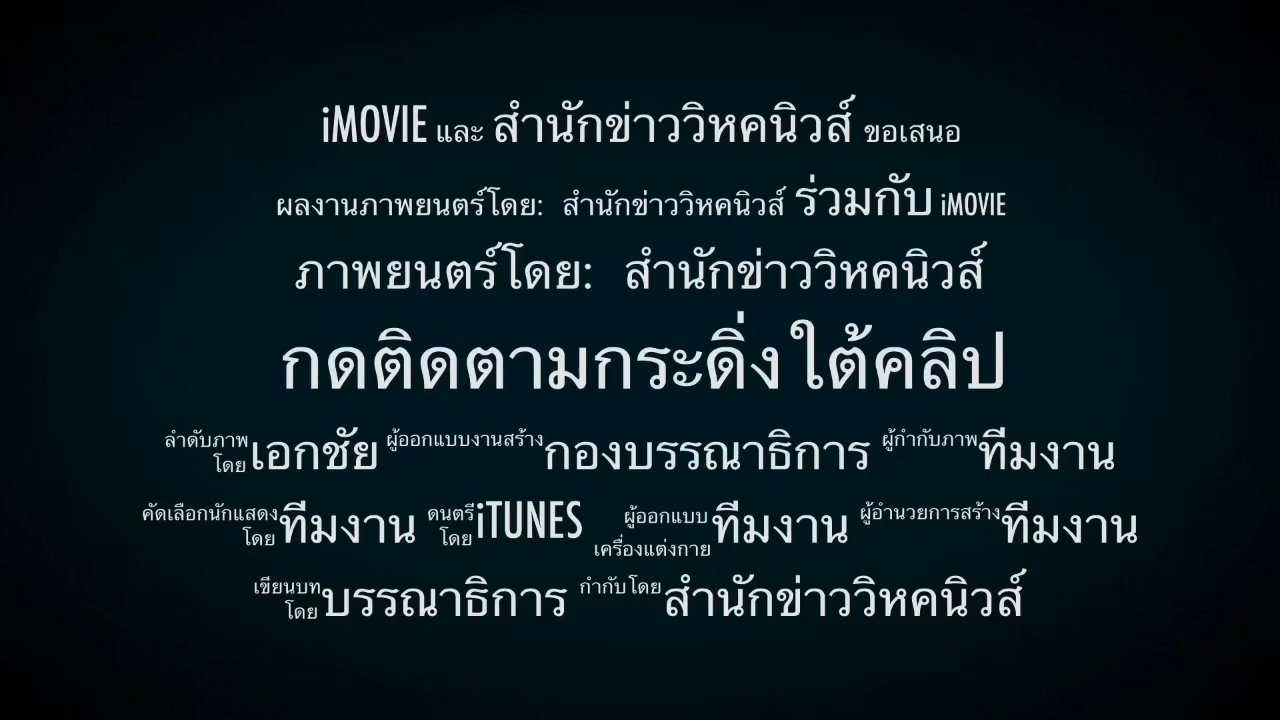 iMOVIE และ สำนักข่าววิหคนิวส์ ขอเสนอ
ผลงานภาพยนตร์โดย: สำนักข่าววิหคนิวส์ ร่วมกับ iMOVIE
ภาพยนตร์โดย: สำนักข่าววิหคนิวส์
กดติดตามกระดิ่ง ใต้คลิป
ลำดับภาพโดย เอกชัย ผู้ออกแบบงานสร้าง กองบรรณาธิการ ผู้กำกับภาพ ทีมงาน
คัดเลือกนักแสดงโดย ทีมงาน ดนตรีโดย iTUNES ผู้ออกแบบเครื่องแต่งกาย ทีมงาน ผู้อำนวยการสร้าง ทีมงาน
เขียนบทโดย บรรณาธิการ กำกับโดย สำนักข่าววิหคนิวส์